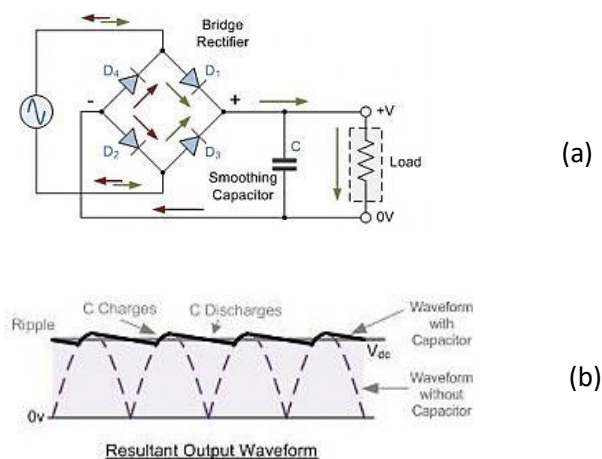 Bridge
Rectifier
D₄
D₁
-
+
+V
D₂
D₃
C
Smoothing
Capacitor
Load
0V
(a)
C Charges
C Discharges
Waveform
with
Capacitor
Ripple
Vdc
Waveform
without
Capacitor
0v
Resultant Output Waveform
(b)